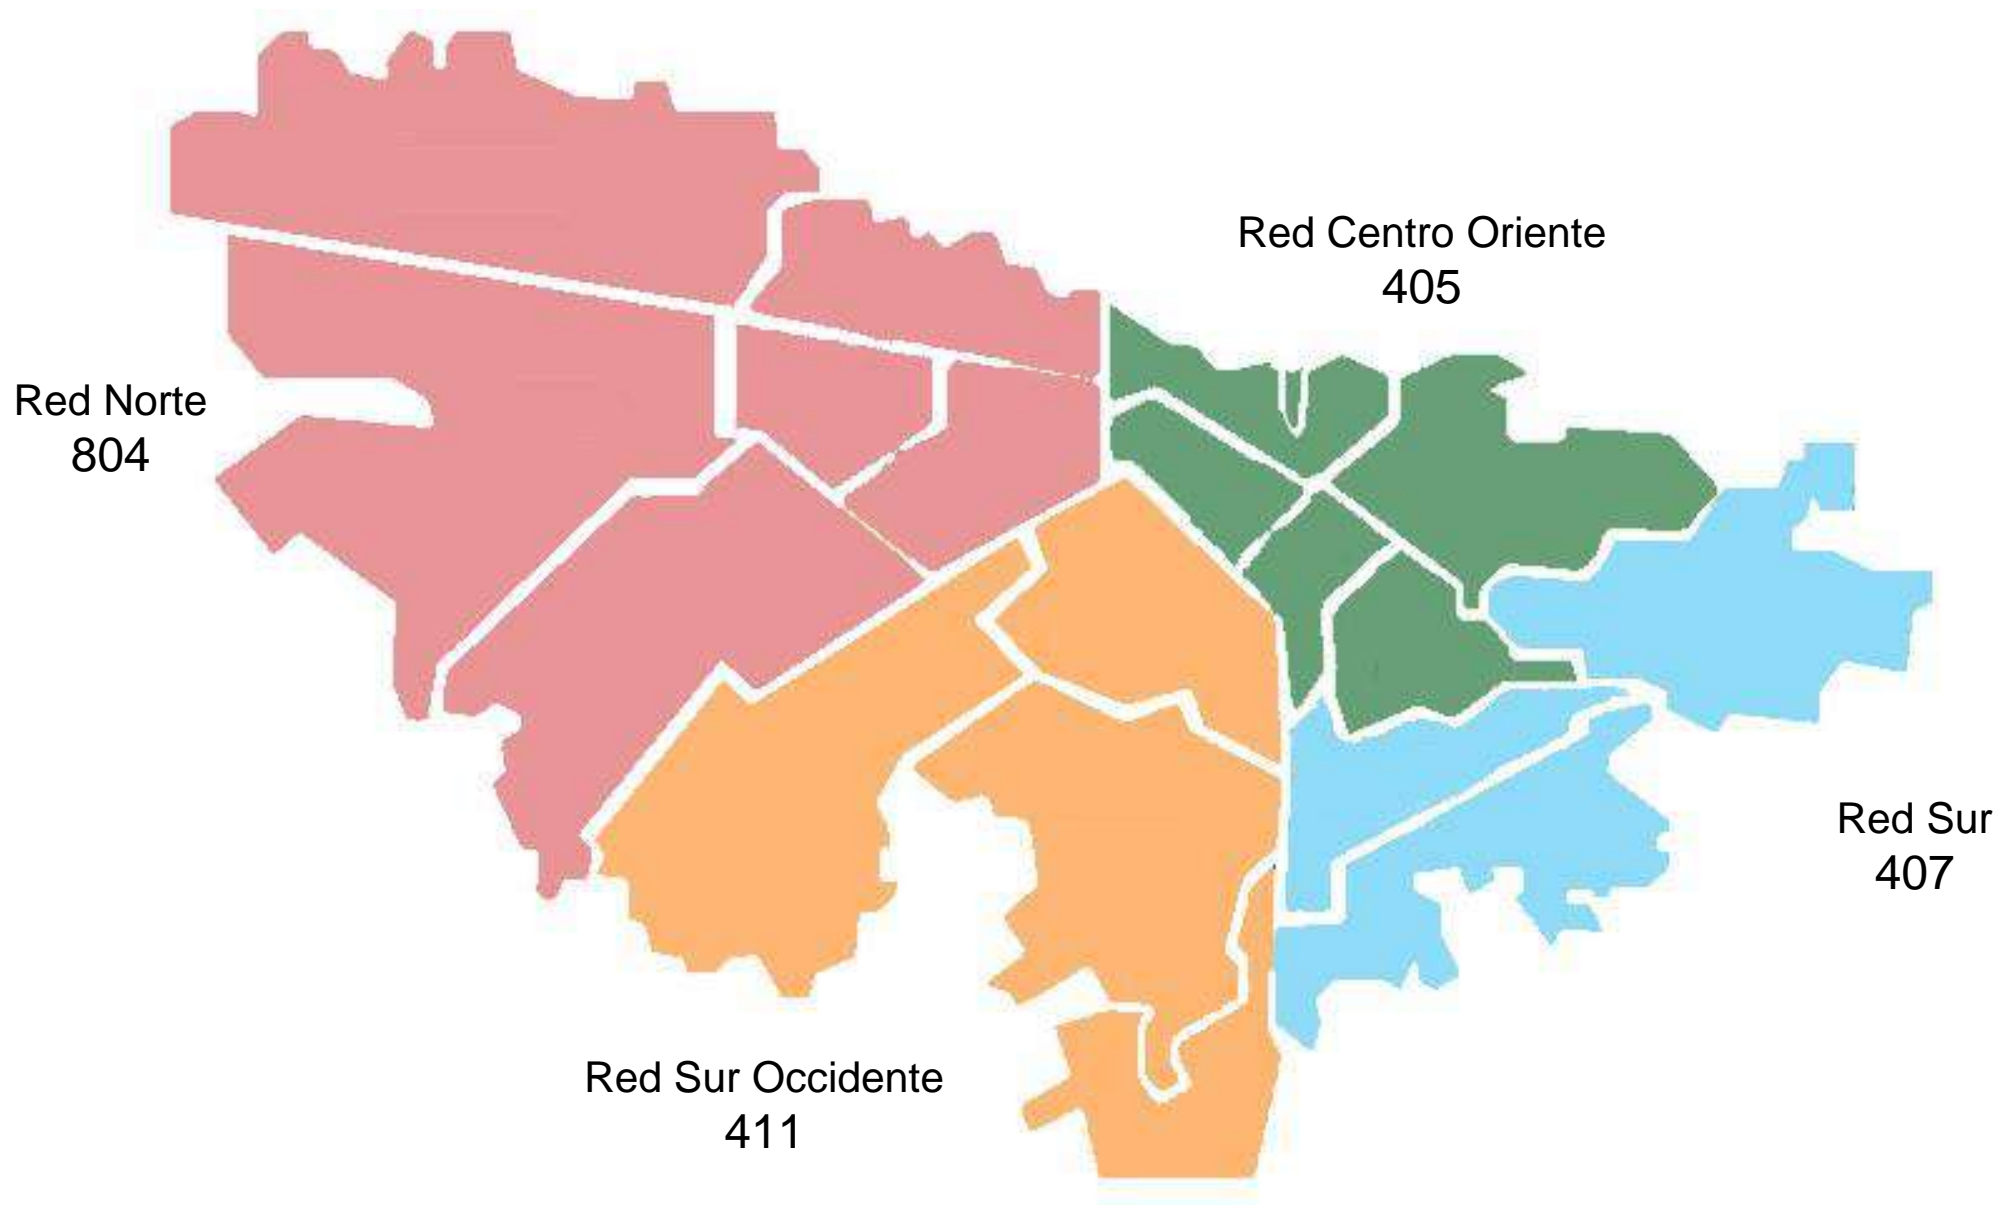 Red Centro Oriente
405
Red Norte
804
Red Sur
407
Red Sur Occidente
411